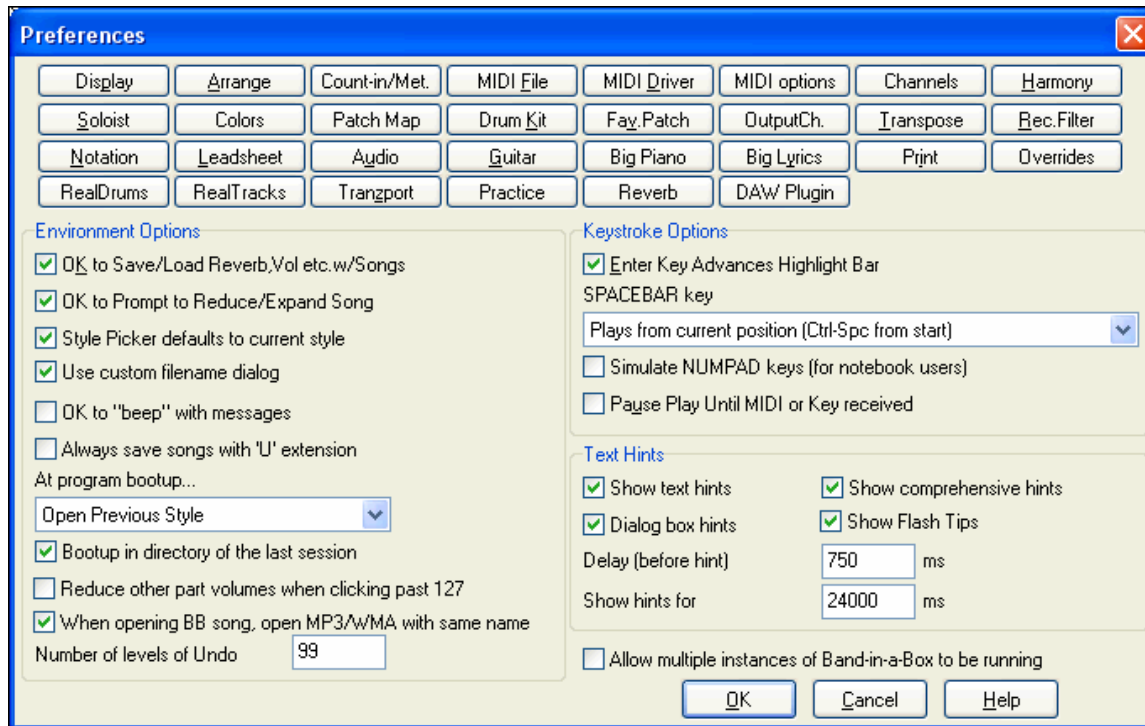 Preferences
Display Arrange Count-in/Met. MIDI File MIDI Driver MIDI options Channels Harmony
Soloist Colors Patch Map Drum Kit Fav.Patch OutputCh. Transpose Rec.Filter
Notation Leadsheet Audio Guitar Big Piano Big Lyrics Print Overrides
RealDrums RealTracks Tranzport Practice Reverb DAW Plugin
Environment Options
OK to Save/Load Reverb,Vol etc.w/Songs
OK to Prompt to Reduce/Expand Song
Style Picker defaults to current style
Use custom filename dialog
OK to "beep" with messages
Always save songs with 'U' extension
At program bootup...
Open Previous Style
Bootup in directory of the last session
Reduce other part volumes when clicking past 127
When opening BB song, open MP3/WMA with same name
Number of levels of Undo 99
Keystroke Options
Enter Key Advances Highlight Bar
SPACEBAR key
Plays from current position (Ctrl-Spc from start)
Simulate NUMPAD keys (for notebook users)
Pause Play Until MIDI or Key received
Text Hints
Show text hints Show comprehensive hints
Dialog box hints Show Flash Tips
Delay (before hint) 750 ms
Show hints for 24000 ms
Allow multiple instances of Band-in-a-Box to be running
OK Cancel Help